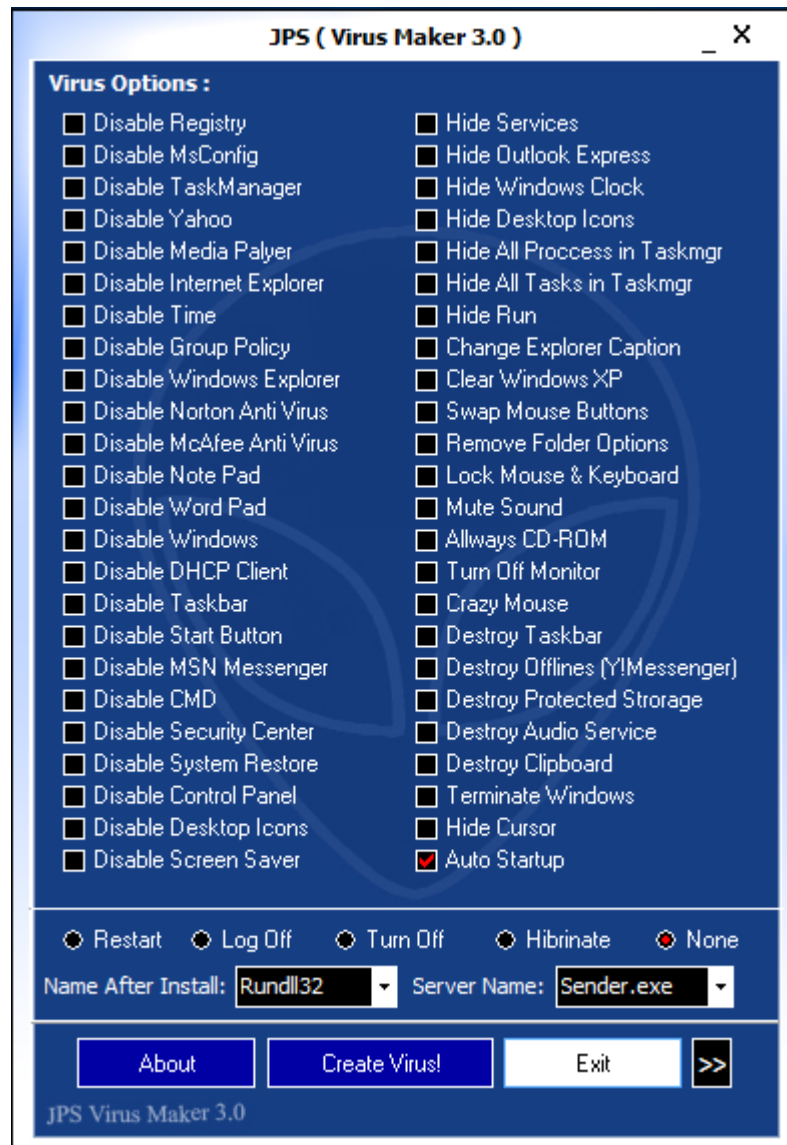 JPS ( Virus Maker 3.0 )
_ X
Virus Options :
Disable Registry
Disable MsConfig
Disable TaskManager
Disable Yahoo
Disable Media Palyer
Disable Internet Explorer
Disable Time
Disable Group Policy
Disable Windows Explorer
Disable Norton Anti Virus
Disable McAfee Anti Virus
Disable Note Pad
Disable Word Pad
Disable Windows
Disable DHCP Client
Disable Taskbar
Disable Start Button
Disable MSN Messenger
Disable CMD
Disable Security Center
Disable System Restore
Disable Control Panel
Disable Desktop Icons
Disable Screen Saver
Hide Services
Hide Outlook Express
Hide Windows Clock
Hide Desktop Icons
Hide All Proccess in Taskmgr
Hide All Tasks in Taskmgr
Hide Run
Change Explorer Caption
Clear Windows XP
Swap Mouse Buttons
Remove Folder Options
Lock Mouse & Keyboard
Mute Sound
Allways CD-ROM
Turn Off Monitor
Crazy Mouse
Destroy Taskbar
Destroy Offlines (Y!Messenger)
Destroy Protected Strorage
Destroy Audio Service
Destroy Clipboard
Terminate Windows
Hide Cursor
Auto Startup
Restart Log Off Turn Off Hibrinate None
Name After Install: Rundll32 Server Name: Sender.exe
About Create Virus! Exit >>
JPS Virus Maker 3.0